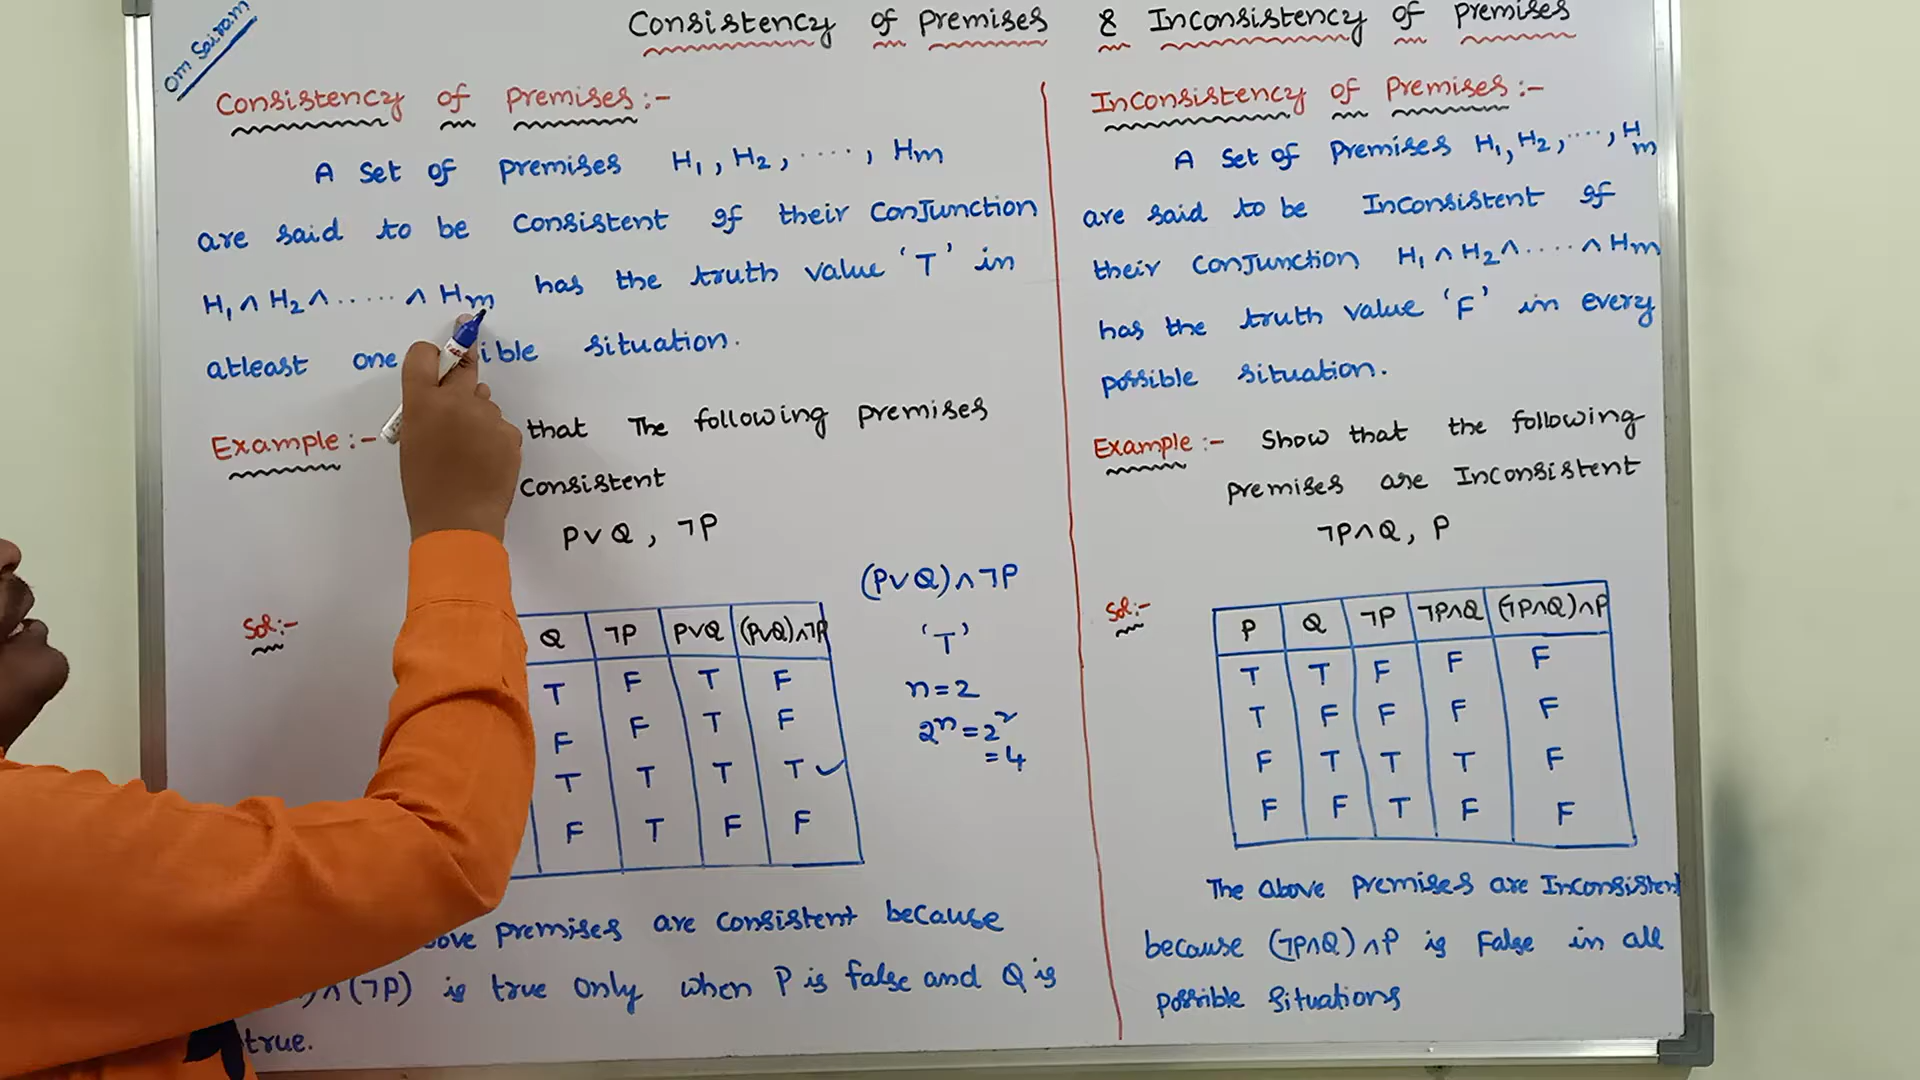 Om Sairam
Consistency of premises & Inconsistency of premises
Consistency of premises:-
A set of premises H1, H2, ....., Hm
are said to be consistent if their conjunction
H1 ∧ H2 ∧ ..... ∧ Hm has the truth value 'T' in
atleast one ible situation.
Example:- that The following premises
Consistent
P∨Q, ¬P
(P∨Q)∧¬P
'T'
n=2
2^n = 2^2
=4
Sol:-
Q ¬P P∨Q (P∨Q)∧¬P
T F T F
F F T F
T T T T ✓
F T F F
ove premises are consistent because
)∧(¬P) is true only when P is false and Q is
true.
Inconsistency of premises:-
A set of premises H1, H2, ....., Hm
are said to be Inconsistent if
their conjunction H1 ∧ H2 ∧ ..... ∧ Hm
has the truth value 'F' in every
possible situation.
Example:- Show that the following
premises are Inconsistent
¬P∧Q, P
Sol:-
P Q ¬P ¬P∧Q (¬P∧Q)∧P
T T F F F
T F F F F
F T T T F
F F T F F
The above premises are Inconsistent
because (¬P∧Q)∧P is False in all
possible situations